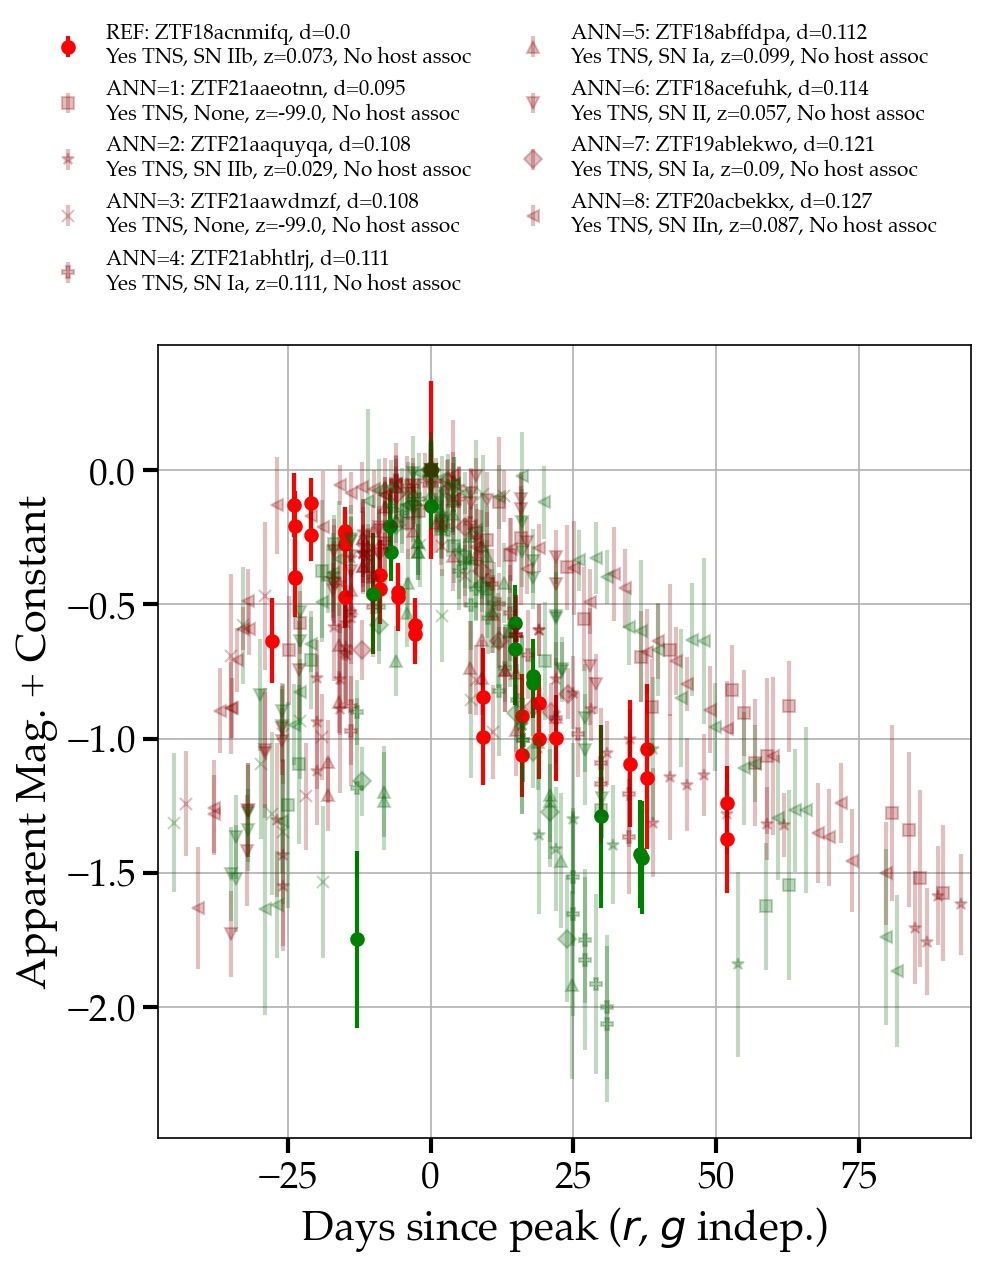 REF: ZTF18acnmifq, d=0.0
Yes TNS, SN IIb, z=0.073, No host assoc
ANN=1: ZTF21aaeotnn, d=0.095
Yes TNS, None, z=-99.0, No host assoc
ANN=2: ZTF21aaquyqa, d=0.108
Yes TNS, SN IIb, z=0.029, No host assoc
ANN=3: ZTF21aawdmzf, d=0.108
Yes TNS, None, z=-99.0, No host assoc
ANN=4: ZTF21abhtlrj, d=0.111
Yes TNS, SN Ia, z=0.111, No host assoc
ANN=5: ZTF18abffdpa, d=0.112
Yes TNS, SN Ia, z=0.099, No host assoc
ANN=6: ZTF18acefuhk, d=0.114
Yes TNS, SN II, z=0.057, No host assoc
ANN=7: ZTF19ablekwo, d=0.121
Yes TNS, SN Ia, z=0.09, No host assoc
ANN=8: ZTF20acbekkx, d=0.127
Yes TNS, SN IIn, z=0.087, No host assoc
Apparent Mag. + Constant
0.0
−0.5
−1.0
−1.5
−2.0
−25
0
25
50
75
Days since peak (r, g indep.)